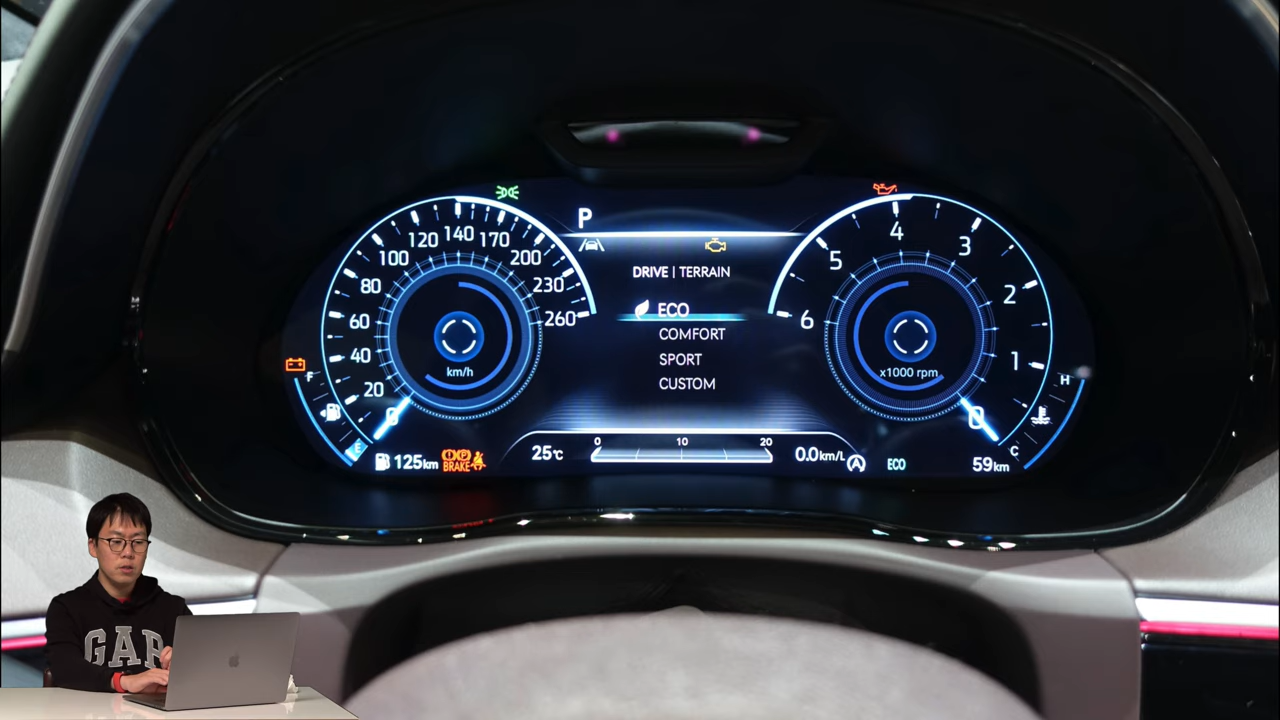 P
DRIVE | TERRAIN
ECO
COMFORT
SPORT
CUSTOM
0
20
40
60
80
100
120
140
170
200
230
260
km/h
6
5
4
3
2
1
0
x1000 rpm
F
E
H
C
125km
BRAKE
25℃
0
10
20
0.0km/L
A
ECO
59km
GAP